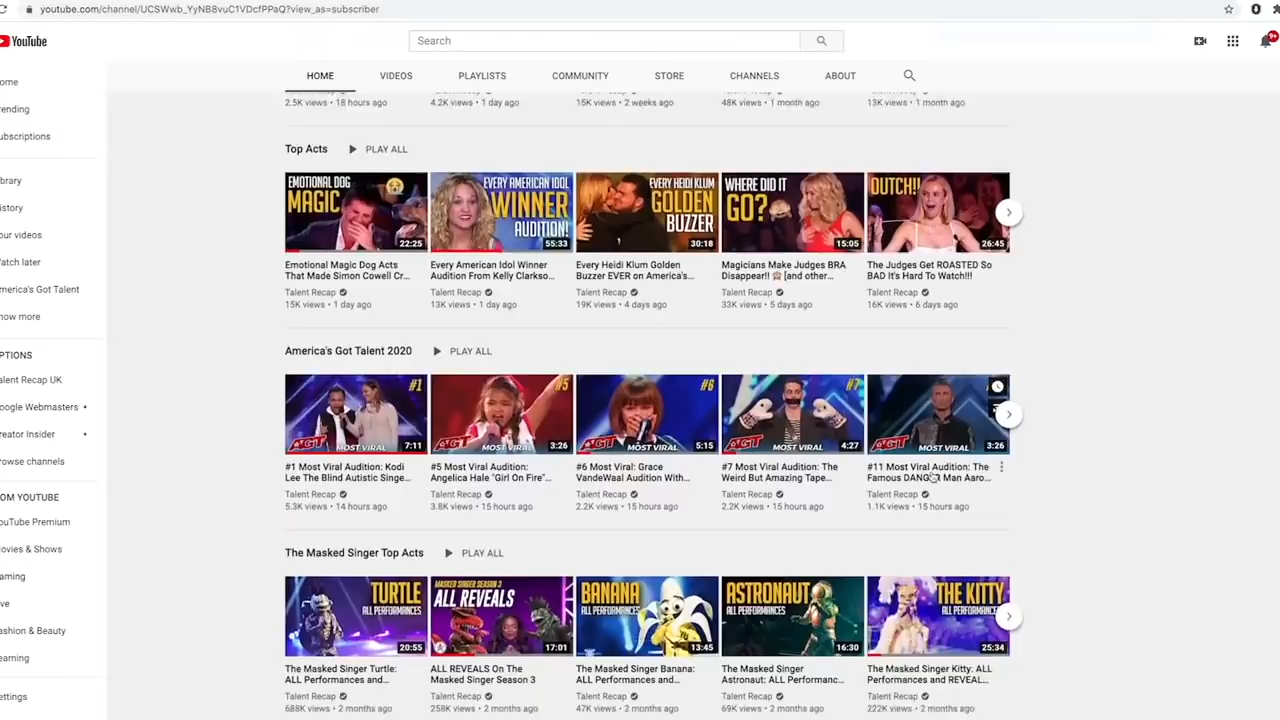 youtube.com/channel/UCSWwb_YyNB8vuC1VDcfPPaQ?view_as=subscriber
YouTube
Search
9+
HOME VIDEOS PLAYLISTS COMMUNITY STORE CHANNELS ABOUT
2.5K views • 18 hours ago
4.2K views • 1 day ago
15K views • 2 weeks ago
48K views • 1 month ago
13K views • 1 month ago
ome
rending
ubscriptions
brary
istory
our videos
atch later
merica's Got Talent
how more
PTIONS
alent Recap UK
oogle Webmasters •
reator Insider •
rowse channels
OM YOUTUBE
ouTube Premium
ovies & Shows
aming
ve
ashion & Beauty
earning
ettings
Top Acts PLAY ALL
EMOTIONAL DOG
MAGIC
22:25
EVERY AMERICAN IDOL
WINNER
AUDITION!
55:33
EVERY HEIDI KLUM
GOLDEN
BUZZER
30:18
WHERE DID IT
GO?
15:05
OUTCH!!
26:45
Emotional Magic Dog Acts
That Made Simon Cowell Cr...
Talent Recap
15K views • 1 day ago
Every American Idol Winner
Audition From Kelly Clarkso...
Talent Recap
13K views • 1 day ago
Every Heidi Klum Golden
Buzzer EVER on America's...
Talent Recap
19K views • 4 days ago
Magicians Make Judges BRA
Disappear!! 🙈 [and other...
Talent Recap
33K views • 5 days ago
The Judges Get ROASTED So
BAD It's Hard To Watch!!!
Talent Recap
16K views • 6 days ago
America's Got Talent 2020 PLAY ALL
#1
AGT
MOST VIRAL
7:11
#5
AGT
MOST VIRAL
3:26
#6
AGT
MOST VIRAL
5:15
#7
AGT
MOST VIRAL
4:27
AGT
MOST VIRAL
3:26
#1 Most Viral Audition: Kodi
Lee The Blind Autistic Singe...
Talent Recap
5.3K views • 14 hours ago
#5 Most Viral Audition:
Angelica Hale "Girl On Fire"...
Talent Recap
3.8K views • 15 hours ago
#6 Most Viral: Grace
VandeWaal Audition With...
Talent Recap
2.2K views • 15 hours ago
#7 Most Viral Audition: The
Weird But Amazing Tape...
Talent Recap
2.2K views • 15 hours ago
#11 Most Viral Audition: The
Famous DANGER Man Aaro...
Talent Recap
1.1K views • 15 hours ago
The Masked Singer Top Acts PLAY ALL
TURTLE
ALL PERFORMANCES
20:55
MASKED SINGER SEASON 3
ALL REVEALS
17:01
BANANA
ALL PERFORMANCES
13:45
ASTRONAUT
ALL PERFORMANCES
16:30
THE KITTY
ALL PERFORMANCES
25:34
The Masked Singer Turtle:
ALL Performances and...
Talent Recap
688K views • 2 months ago
ALL REVEALS On The
Masked Singer Season 3
Talent Recap
258K views • 2 months ago
The Masked Singer Banana:
ALL Performances and...
Talent Recap
47K views • 2 months ago
The Masked Singer
Astronaut: ALL Performanc...
Talent Recap
69K views • 2 months ago
The Masked Singer Kitty: ALL
Performances and REVEAL...
Talent Recap
222K views • 2 months ago